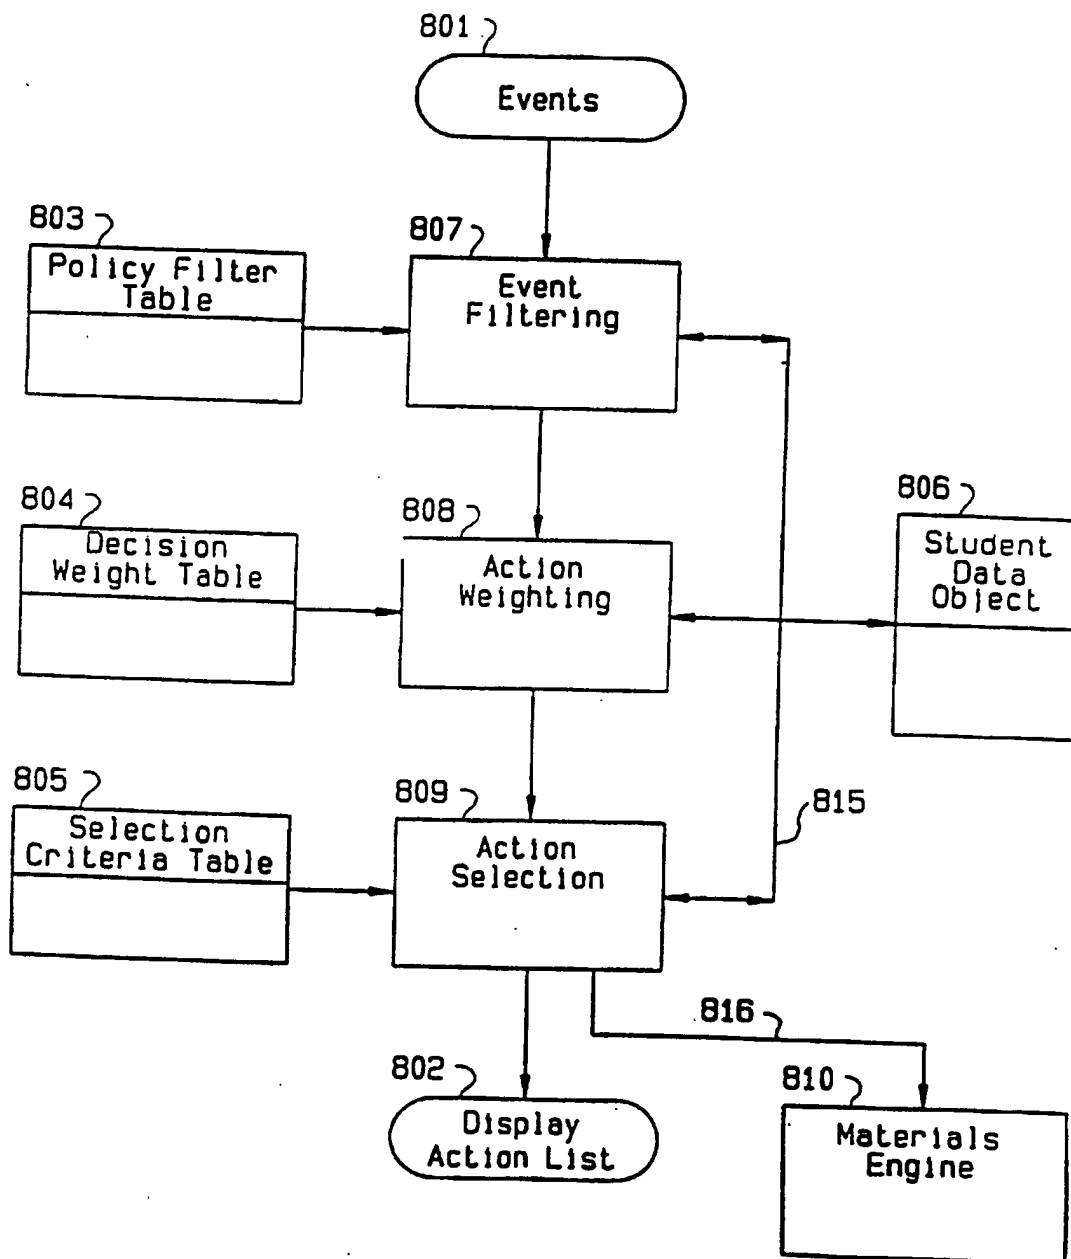 801
Events
803
Policy Filter
Table
807
Event
Filtering
804
Decision
Weight Table
808
Action
Weighting
806
Student
Data
Object
805
Selection
Criteria Table
809
Action
Selection
815
816
802
Display
Action List
810
Materials
Engine